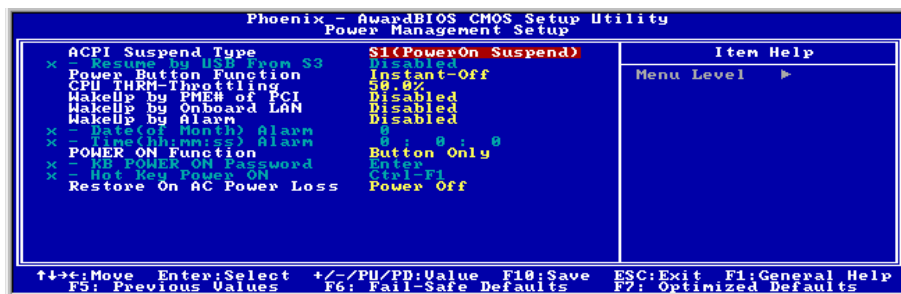 Phoenix - AwardBIOS CMOS Setup Utility
Power Management Setup
ACPI Suspend Type S1(PowerOn Suspend)
x - Resume by USB From S3 Disabled
Power Button Function Instant-Off
CPU THRM-Throttling 50.0%
WakeUp by PME# of PCI Disabled
WakeUp by Onboard LAN Disabled
WakeUp by Alarm Disabled
x - Date(of Month) Alarm 0
x - Time(hh:mm:ss) Alarm 0 : 0 : 0
POWER ON Function Button Only
x - KB POWER ON Password Enter
x - Hot Key Power ON Ctrl-F1
Restore On AC Power Loss Power Off
Item Help
Menu Level ►
↑↓→←:Move Enter:Select +/-/PU/PD:Value F10:Save ESC:Exit F1:General Help
F5: Previous Values F6: Fail-Safe Defaults F7: Optimized Defaults